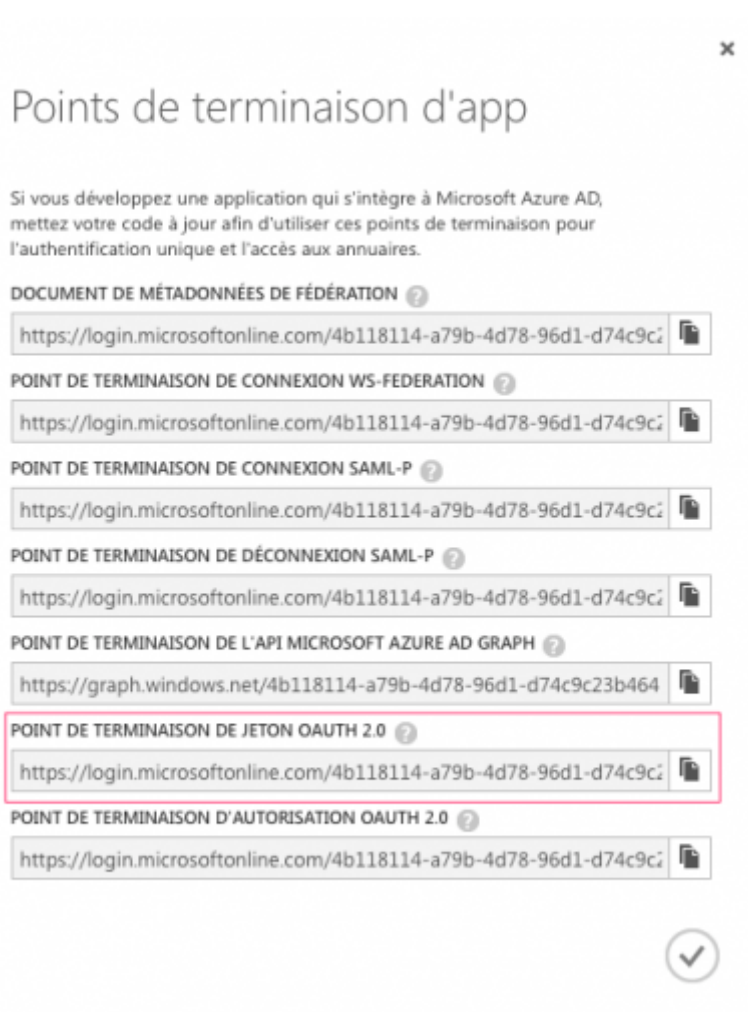 Points de terminaison d'app
Si vous développez une application qui s'intègre à Microsoft Azure AD,
mettez votre code à jour afin d'utiliser ces points de terminaison pour
l'authentification unique et l'accès aux annuaires.
DOCUMENT DE MÉTADONNÉES DE FÉDÉRATION ?
https://login.microsoftonline.com/4b118114-a79b-4d78-96d1-d74c9c2
POINT DE TERMINAISON DE CONNEXION WS-FEDERATION ?
https://login.microsoftonline.com/4b118114-a79b-4d78-96d1-d74c9c2
POINT DE TERMINAISON DE CONNEXION SAML-P ?
https://login.microsoftonline.com/4b118114-a79b-4d78-96d1-d74c9c2
POINT DE TERMINAISON DE DÉCONNEXION SAML-P ?
https://login.microsoftonline.com/4b118114-a79b-4d78-96d1-d74c9c2
POINT DE TERMINAISON DE L'API MICROSOFT AZURE AD GRAPH ?
https://graph.windows.net/4b118114-a79b-4d78-96d1-d74c9c23b464
POINT DE TERMINAISON DE JETON OAUTH 2.0 ?
https://login.microsoftonline.com/4b118114-a79b-4d78-96d1-d74c9c2
POINT DE TERMINAISON D'AUTORISATION OAUTH 2.0 ?
https://login.microsoftonline.com/4b118114-a79b-4d78-96d1-d74c9c2